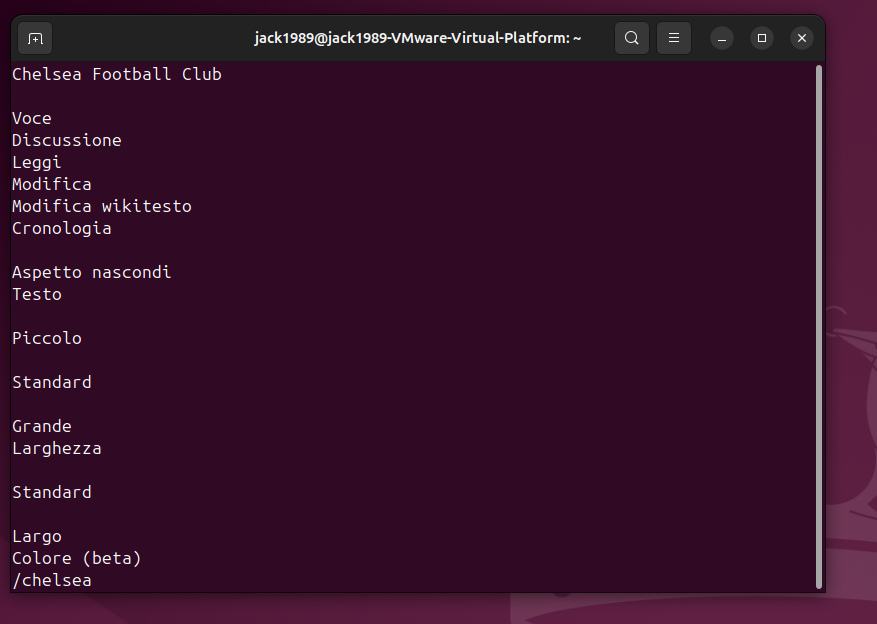 jack1989@jack1989-VMware-Virtual-Platform: ~
Chelsea Football Club
Voce
Discussione
Leggi
Modifica
Modifica wikitesto
Cronologia
Aspetto nascondi
Testo
Piccolo
Standard
Grande
Larghezza
Standard
Largo
Colore (beta)
/chelsea